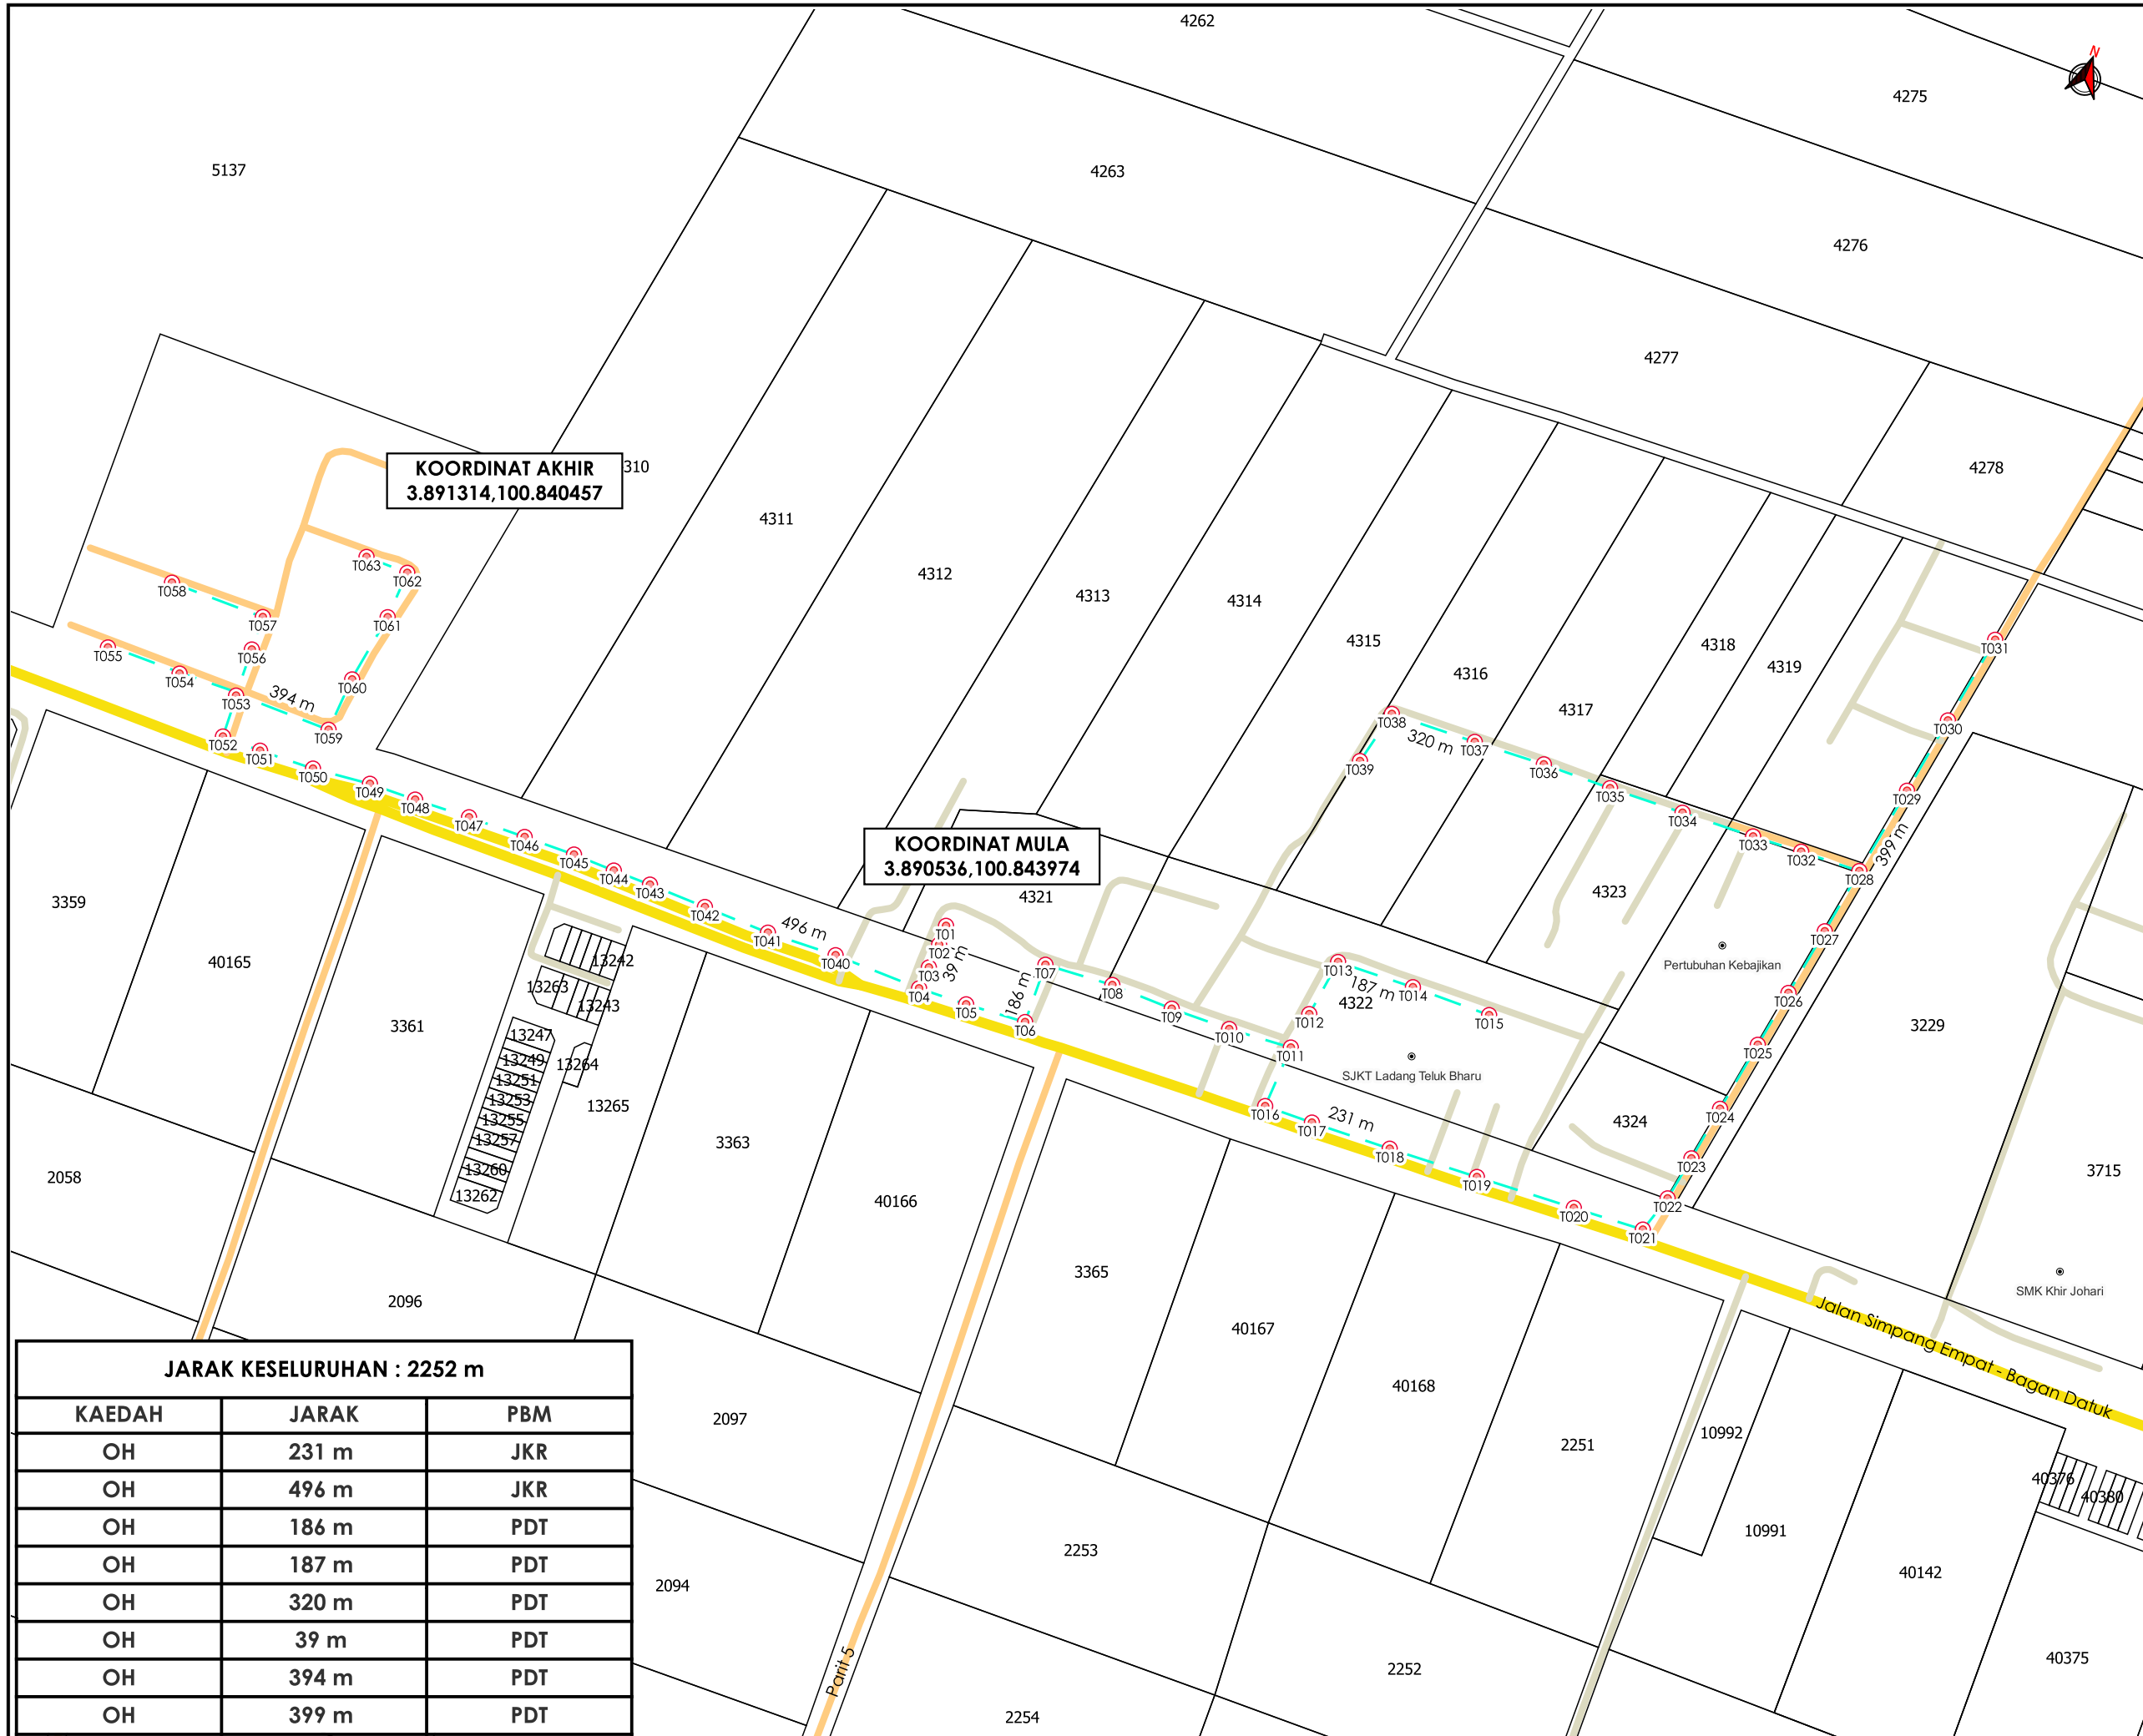 4262
N
4275
5137
4263
4276
4277
KOORDINAT AKHIR
3.891314,100.840457
310
4278
4311
4312
4313
4314
4315
4316
4317
4318
4319
T063
T062
T058
T057
T061
T056
T055
T054
T053
394 m
T060
T059
T052
T051
T050
T049
T048
T047
T046
T045
T044
T043
T042
T041
496 m
T040
T031
T030
T029
399 m
T038
320 m
T037
T036
T039
T035
T034
T033
T032
T028
KOORDINAT MULA
3.890536,100.843974
4321
4323
T01
T02
T03
39 m
T04
T05
T06
186 m
T07
T08
T09
T010
T011
T012
T013
187 m
T014
4322
T015
T027
Pertubuhan Kebajikan
T026
T025
3229
SJKT Ladang Teluk Bharu
T016
T017
231 m
T018
T019
T020
T021
T022
T023
T024
4324
3715
SMK Khir Johari
Jalan Simpang Empat - Bagan Datuk
3359
40165
3361
13242
13263
13243
13247
13249
13264
13251
13253
13255
13257
13260
13262
13265
3363
40166
2058
2096
3365
40167
40168
2251
10992
40376
40380
10991
40142
40375
2097
2094
2253
2252
2254
Parit 5
JARAK KESELURUHAN : 2252 m
KAEDAH JARAK PBM
OH 231 m JKR
OH 496 m JKR
OH 186 m PDT
OH 187 m PDT
OH 320 m PDT
OH 39 m PDT
OH 394 m PDT
OH 399 m PDT